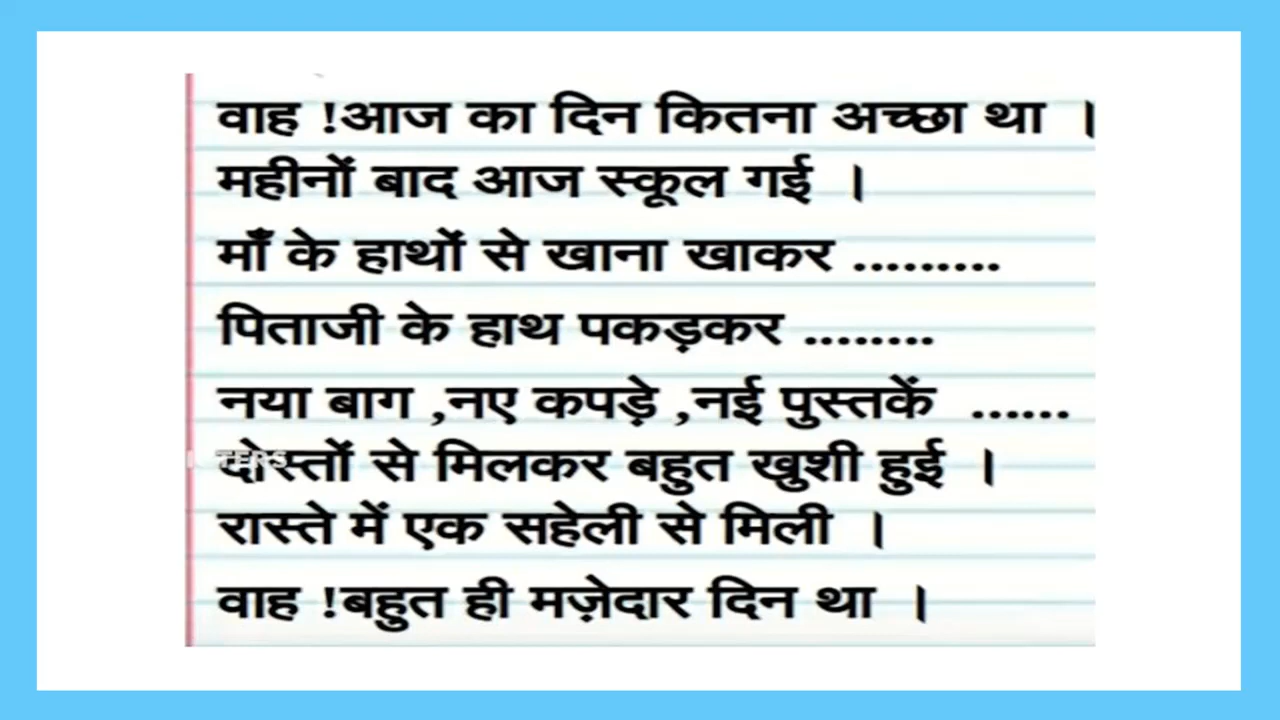 वाह !आज का दिन कितना अच्छा था ।
महीनों बाद आज स्कूल गई ।
माँ के हाथों से खाना खाकर .........
पिताजी के हाथ पकड़कर ........
नया बाग ,नए कपड़े ,नई पुस्तकें ......
दोस्तों से मिलकर बहुत खुशी हुई ।
रास्ते में एक सहेली से मिली ।
वाह !बहुत ही मज़ेदार दिन था ।